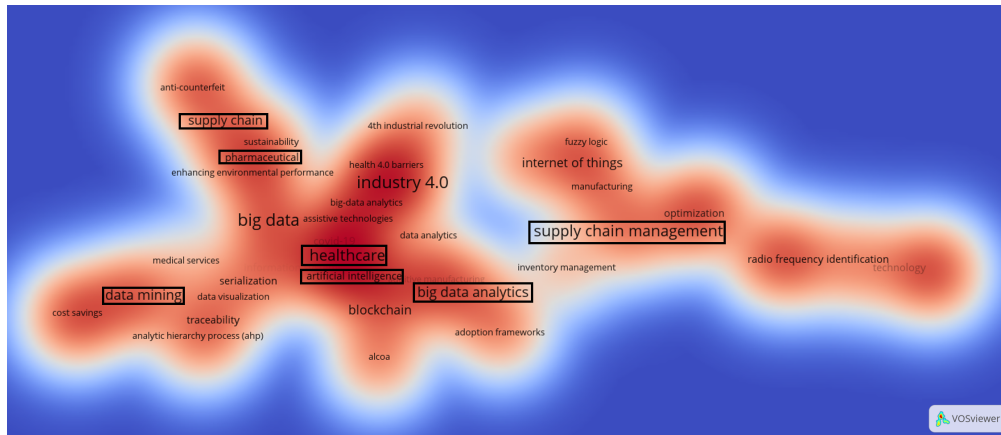 anti-counterfeit
supply chain
4th industrial revolution
sustainability
fuzzy logic
pharmaceutical
health 4.0 barriers
internet of things
enhancing environmental performance
industry 4.0
manufacturing
big-data analytics
optimization
big data
assistive technologies
data analytics
supply chain management
healthcare
medical services
radio frequency identification
inventory management
technology
artificial intelligence
manufacturing
serialization
big data analytics
data mining
data visualization
cost savings
blockchain
traceability
adoption frameworks
analytic hierarchy process (ahp)
alcoa
VOSviewer